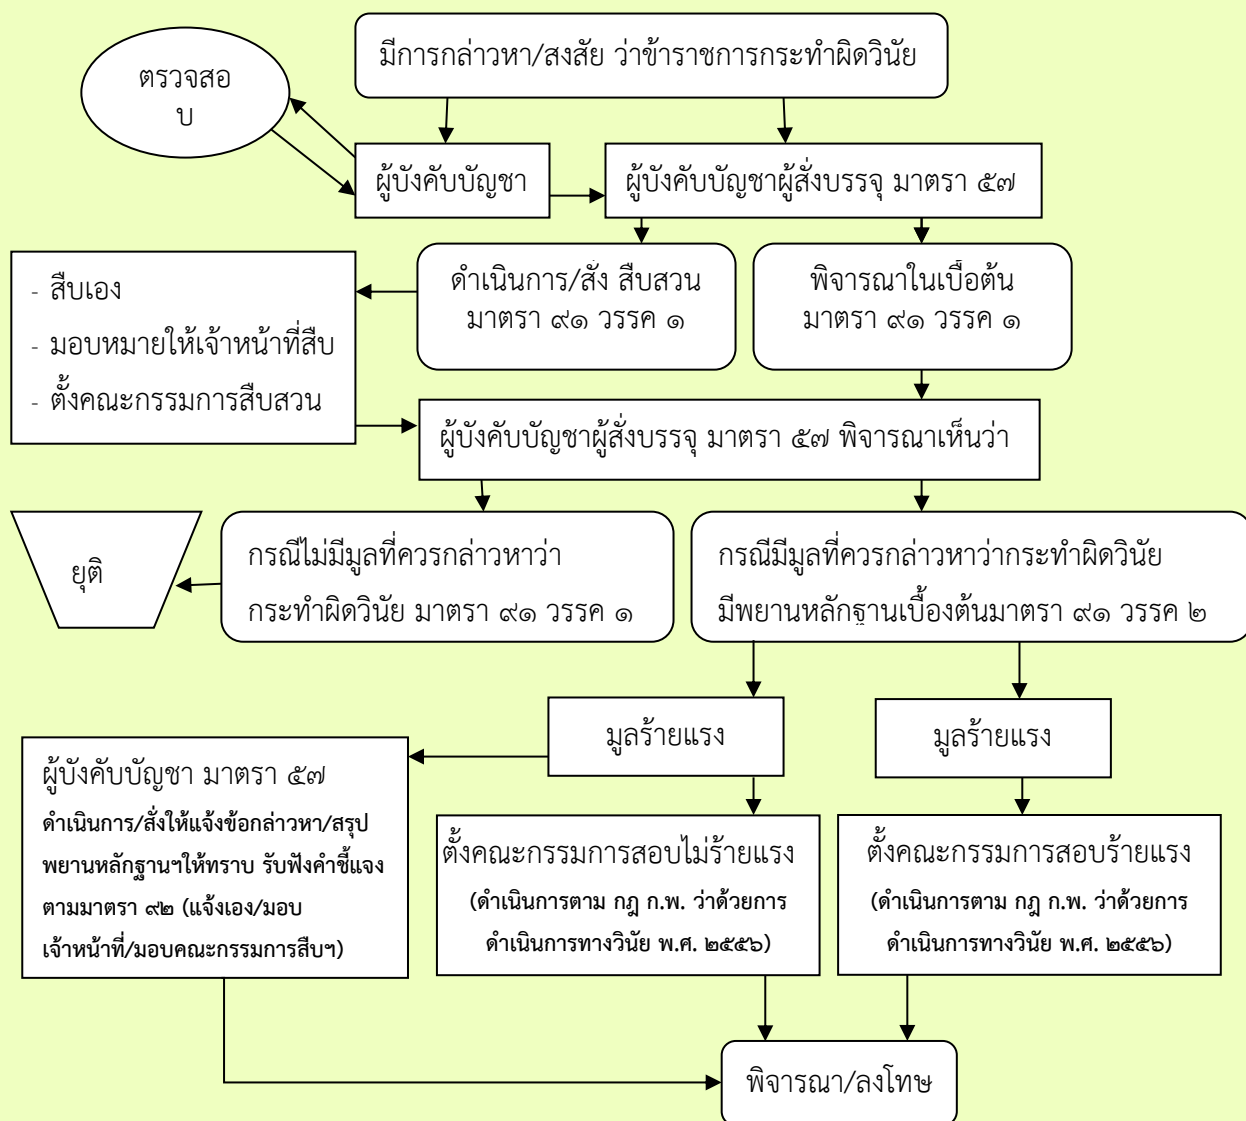 มีการกล่าวหา/สงสัย ว่าข้าราชการกระทำผิดวินัย
ตรวจสอ
บ
ผู้บังคับบัญชา
ผู้บังคับบัญชาผู้สั่งบรรจุ มาตรา ๕๗
- สืบเอง
- มอบหมายให้เจ้าหน้าที่สืบ
- ตั้งคณะกรรมการสืบสวน
ดำเนินการ/สั่ง สืบสวน
มาตรา ๙๑ วรรค ๑
พิจารณาในเบื้อต้น
มาตรา ๙๑ วรรค ๑
ผู้บังคับบัญชาผู้สั่งบรรจุ มาตรา ๕๗ พิจารณาเห็นว่า
ยุติ
กรณีไม่มีมูลที่ควรกล่าวหาว่า
กระทำผิดวินัย มาตรา ๙๑ วรรค ๑
กรณีมีมูลที่ควรกล่าวหาว่ากระทำผิดวินัย
มีพยานหลักฐานเบื้องต้นมาตรา ๙๑ วรรค ๒
มูลร้ายแรง
มูลร้ายแรง
ผู้บังคับบัญชา มาตรา ๕๗
ดำเนินการ/สั่งให้แจ้งข้อกล่าวหา/สรุป
พยานหลักฐานฯให้ทราบ รับฟังคำชี้แจง
ตามมาตรา ๙๒ (แจ้งเอง/มอบ
เจ้าหน้าที่/มอบคณะกรรมการสืบฯ)
ตั้งคณะกรรมการสอบไม่ร้ายแรง
(ดำเนินการตาม กฎ ก.พ. ว่าด้วยการ
ดำเนินการทางวินัย พ.ศ. ๒๕๕๖)
ตั้งคณะกรรมการสอบร้ายแรง
(ดำเนินการตาม กฎ ก.พ. ว่าด้วยการ
ดำเนินการทางวินัย พ.ศ. ๒๕๕๖)
พิจารณา/ลงโทษ